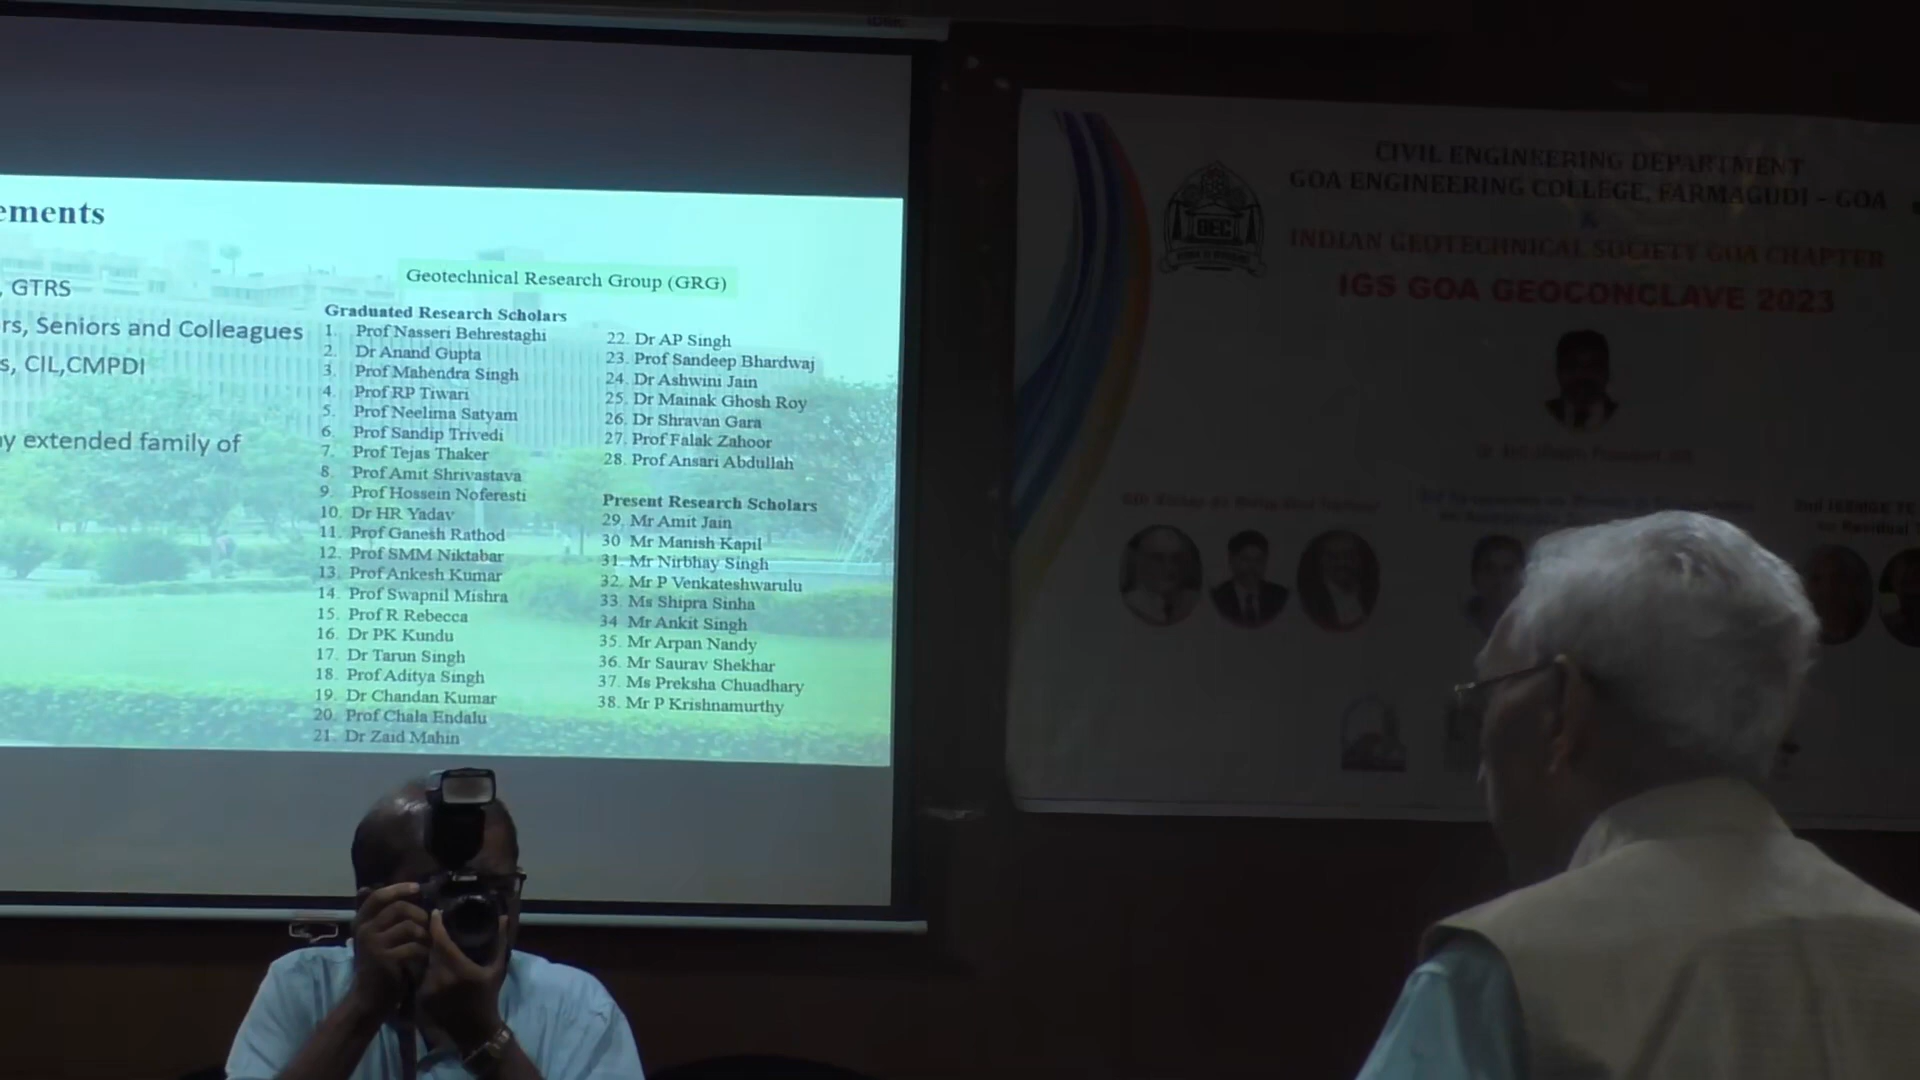 ements
, GTRS
rs, Seniors and Colleagues
s, CIL,CMPDI
y extended family of
Geotechnical Research Group (GRG)
Graduated Research Scholars
1. Prof Nasseri Behrestaghi
2. Dr Anand Gupta
3. Prof Mahendra Singh
4. Prof RP Tiwari
5. Prof Neelima Satyam
6. Prof Sandip Trivedi
7. Prof Tejas Thaker
8. Prof Amit Shrivastava
9. Prof Hossein Noferesti
10. Dr HR Yadav
11. Prof Ganesh Rathod
12. Prof SMM Niktabar
13. Prof Ankesh Kumar
14. Prof Swapnil Mishra
15. Prof R Rebecca
16. Dr PK Kundu
17. Dr Tarun Singh
18. Prof Aditya Singh
19. Dr Chandan Kumar
20. Prof Chala Endalu
21. Dr Zaid Mahin
22. Dr AP Singh
23. Prof Sandeep Bhardwaj
24. Dr Ashwini Jain
25. Dr Mainak Ghosh Roy
26. Dr Shravan Gara
27. Prof Falak Zahoor
28. Prof Ansari Abdullah
Present Research Scholars
29. Mr Amit Jain
30 Mr Manish Kapil
31. Mr Nirbhay Singh
32. Mr P Venkateshwarulu
33. Ms Shipra Sinha
34 Mr Ankit Singh
35. Mr Arpan Nandy
36. Mr Saurav Shekhar
37. Ms Preksha Chuadhary
38. Mr P Krishnamurthy
CIVIL ENGINEERING DEPARTMENT
GOA ENGINEERING COLLEGE, FARMAGUDI - GOA
&
INDIAN GEOTECHNICAL SOCIETY GOA CHAPTER
IGS GOA GEOCONCLAVE 2023
GEC